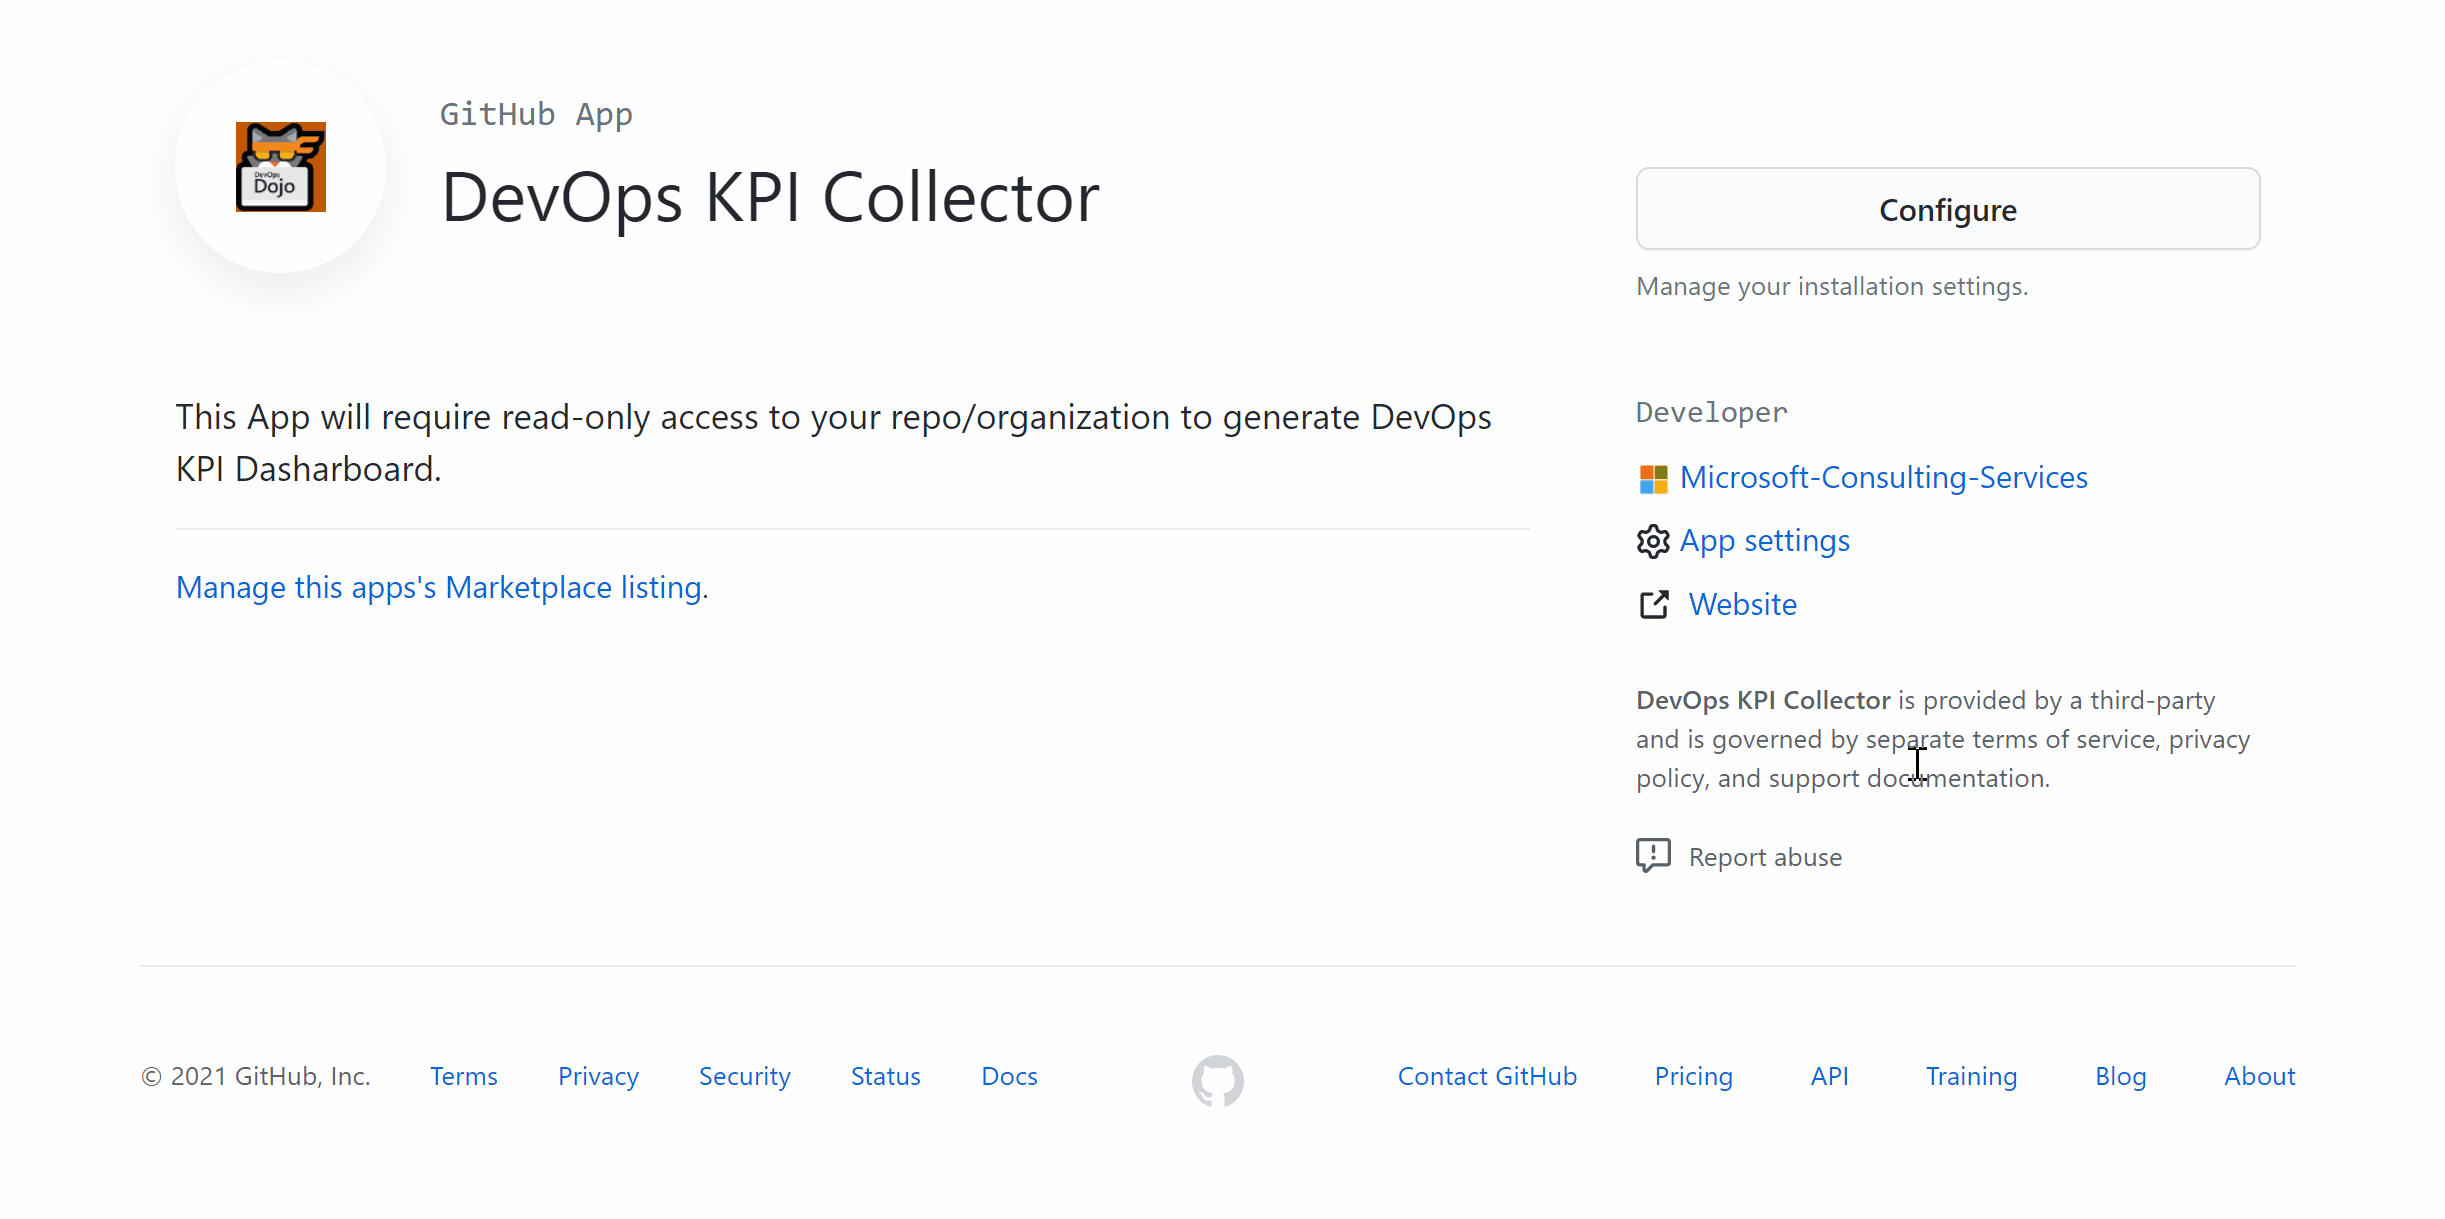 DevOps
Dojo
GitHub App
DevOps KPI Collector
This App will require read-only access to your repo/organization to generate DevOps
KPI Dasharboard.
Manage this apps's Marketplace listing.
Configure
Manage your installation settings.
Developer
Microsoft-Consulting-Services
App settings
Website
DevOps KPI Collector is provided by a third-party
and is governed by separate terms of service, privacy
policy, and support documentation.
Report abuse
© 2021 GitHub, Inc. Terms Privacy Security Status Docs Contact GitHub Pricing API Training Blog About